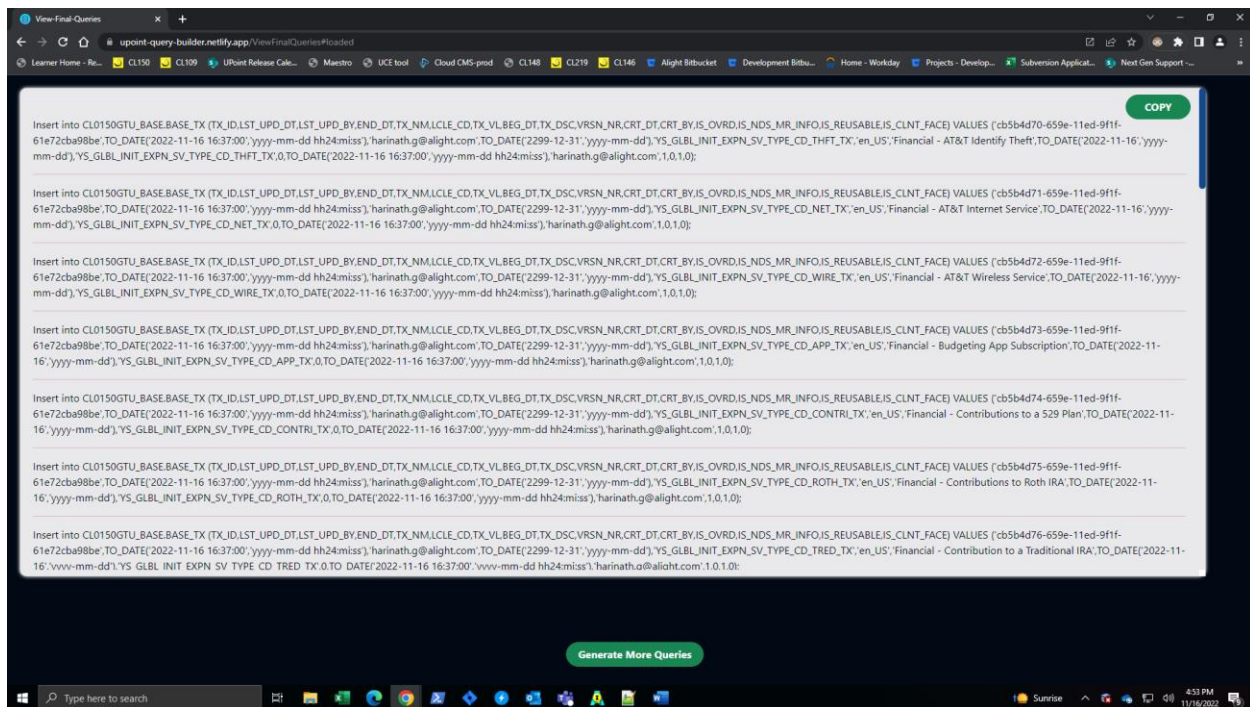 View-Final-Queries
upoint-query-builder.netlify.app/ViewFinalQueries#loaded
Learner Home - Re... CL150 CL109 UPoint Release Cale... Maestro UCE tool Cloud CMS-prod CL148 CL219 CL146 Alight Bitbucket Development Bitbu... Home - Workday Projects - Develop... Subversion Applicat... Next Gen Support -... »
COPY
Insert into CL0150GTU_BASE.BASE_TX (TX_ID,LST_UPD_DT,LST_UPD_BY,END_DT,TX_NM,LCLE_CD,TX_VL,BEG_DT,TX_DSC,VRSN_NR,CRT_DT,CRT_BY,IS_OVRD,IS_NDS_MR_INFO,IS_REUSABLE,IS_CLNT_FACE) VALUES ('cb5b4d70-659e-11ed-9f1f-
61e72cba98be',TO_DATE('2022-11-16 16:37:00','yyyy-mm-dd hh24:mi:ss'),'harinath.g@alight.com',TO_DATE('2299-12-31','yyyy-mm-dd'),'YS_GLBL_INIT_EXPN_SV_TYPE_CD_THFT_TX','en_US','Financial - AT&T Identify Theft',TO_DATE('2022-11-16','yyyy-
mm-dd'),'YS_GLBL_INIT_EXPN_SV_TYPE_CD_THFT_TX',0,TO_DATE('2022-11-16 16:37:00','yyyy-mm-dd hh24:mi:ss'),'harinath.g@alight.com',1,0,1,0);
Insert into CL0150GTU_BASE.BASE_TX (TX_ID,LST_UPD_DT,LST_UPD_BY,END_DT,TX_NM,LCLE_CD,TX_VL,BEG_DT,TX_DSC,VRSN_NR,CRT_DT,CRT_BY,IS_OVRD,IS_NDS_MR_INFO,IS_REUSABLE,IS_CLNT_FACE) VALUES ('cb5b4d71-659e-11ed-9f1f-
61e72cba98be',TO_DATE('2022-11-16 16:37:00','yyyy-mm-dd hh24:mi:ss'),'harinath.g@alight.com',TO_DATE('2299-12-31','yyyy-mm-dd'),'YS_GLBL_INIT_EXPN_SV_TYPE_CD_NET_TX','en_US','Financial - AT&T Internet Service',TO_DATE('2022-11-16','yyyy-
mm-dd'),'YS_GLBL_INIT_EXPN_SV_TYPE_CD_NET_TX',0,TO_DATE('2022-11-16 16:37:00','yyyy-mm-dd hh24:mi:ss'),'harinath.g@alight.com',1,0,1,0);
Insert into CL0150GTU_BASE.BASE_TX (TX_ID,LST_UPD_DT,LST_UPD_BY,END_DT,TX_NM,LCLE_CD,TX_VL,BEG_DT,TX_DSC,VRSN_NR,CRT_DT,CRT_BY,IS_OVRD,IS_NDS_MR_INFO,IS_REUSABLE,IS_CLNT_FACE) VALUES ('cb5b4d72-659e-11ed-9f1f-
61e72cba98be',TO_DATE('2022-11-16 16:37:00','yyyy-mm-dd hh24:mi:ss'),'harinath.g@alight.com',TO_DATE('2299-12-31','yyyy-mm-dd'),'YS_GLBL_INIT_EXPN_SV_TYPE_CD_WIRE_TX','en_US','Financial - AT&T Wireless Service',TO_DATE('2022-11-16','yyyy-
mm-dd'),'YS_GLBL_INIT_EXPN_SV_TYPE_CD_WIRE_TX',0,TO_DATE('2022-11-16 16:37:00','yyyy-mm-dd hh24:mi:ss'),'harinath.g@alight.com',1,0,1,0);
Insert into CL0150GTU_BASE.BASE_TX (TX_ID,LST_UPD_DT,LST_UPD_BY,END_DT,TX_NM,LCLE_CD,TX_VL,BEG_DT,TX_DSC,VRSN_NR,CRT_DT,CRT_BY,IS_OVRD,IS_NDS_MR_INFO,IS_REUSABLE,IS_CLNT_FACE) VALUES ('cb5b4d73-659e-11ed-9f1f-
61e72cba98be',TO_DATE('2022-11-16 16:37:00','yyyy-mm-dd hh24:mi:ss'),'harinath.g@alight.com',TO_DATE('2299-12-31','yyyy-mm-dd'),'YS_GLBL_INIT_EXPN_SV_TYPE_CD_APP_TX','en_US','Financial - Budgeting App Subscription',TO_DATE('2022-11-
16','yyyy-mm-dd'),'YS_GLBL_INIT_EXPN_SV_TYPE_CD_APP_TX',0,TO_DATE('2022-11-16 16:37:00','yyyy-mm-dd hh24:mi:ss'),'harinath.g@alight.com',1,0,1,0);
Insert into CL0150GTU_BASE.BASE_TX (TX_ID,LST_UPD_DT,LST_UPD_BY,END_DT,TX_NM,LCLE_CD,TX_VL,BEG_DT,TX_DSC,VRSN_NR,CRT_DT,CRT_BY,IS_OVRD,IS_NDS_MR_INFO,IS_REUSABLE,IS_CLNT_FACE) VALUES ('cb5b4d74-659e-11ed-9f1f-
61e72cba98be',TO_DATE('2022-11-16 16:37:00','yyyy-mm-dd hh24:mi:ss'),'harinath.g@alight.com',TO_DATE('2299-12-31','yyyy-mm-dd'),'YS_GLBL_INIT_EXPN_SV_TYPE_CD_CONTRI_TX','en_US','Financial - Contributions to a 529 Plan',TO_DATE('2022-11-
16','yyyy-mm-dd'),'YS_GLBL_INIT_EXPN_SV_TYPE_CD_CONTRI_TX',0,TO_DATE('2022-11-16 16:37:00','yyyy-mm-dd hh24:mi:ss'),'harinath.g@alight.com',1,0,1,0);
Insert into CL0150GTU_BASE.BASE_TX (TX_ID,LST_UPD_DT,LST_UPD_BY,END_DT,TX_NM,LCLE_CD,TX_VL,BEG_DT,TX_DSC,VRSN_NR,CRT_DT,CRT_BY,IS_OVRD,IS_NDS_MR_INFO,IS_REUSABLE,IS_CLNT_FACE) VALUES ('cb5b4d75-659e-11ed-9f1f-
61e72cba98be',TO_DATE('2022-11-16 16:37:00','yyyy-mm-dd hh24:mi:ss'),'harinath.g@alight.com',TO_DATE('2299-12-31','yyyy-mm-dd'),'YS_GLBL_INIT_EXPN_SV_TYPE_CD_ROTH_TX','en_US','Financial - Contributions to Roth IRA',TO_DATE('2022-11-
16','yyyy-mm-dd'),'YS_GLBL_INIT_EXPN_SV_TYPE_CD_ROTH_TX',0,TO_DATE('2022-11-16 16:37:00','yyyy-mm-dd hh24:mi:ss'),'harinath.g@alight.com',1,0,1,0);
Insert into CL0150GTU_BASE.BASE_TX (TX_ID,LST_UPD_DT,LST_UPD_BY,END_DT,TX_NM,LCLE_CD,TX_VL,BEG_DT,TX_DSC,VRSN_NR,CRT_DT,CRT_BY,IS_OVRD,IS_NDS_MR_INFO,IS_REUSABLE,IS_CLNT_FACE) VALUES ('cb5b4d76-659e-11ed-9f1f-
61e72cba98be',TO_DATE('2022-11-16 16:37:00','yyyy-mm-dd hh24:mi:ss'),'harinath.g@alight.com',TO_DATE('2299-12-31','yyyy-mm-dd'),'YS_GLBL_INIT_EXPN_SV_TYPE_CD_TRED_TX','en_US','Financial - Contribution to a Traditional IRA',TO_DATE('2022-11-
16','yyyy-mm-dd'),'YS_GLBL_INIT_EXPN_SV_TYPE_CD_TRED_TX',0,TO_DATE('2022-11-16 16:37:00','yyyy-mm-dd hh24:mi:ss'),'harinath.g@alight.com',1,0,1,0);
Generate More Queries
Type here to search
Sunrise
4:53 PM
11/16/2022